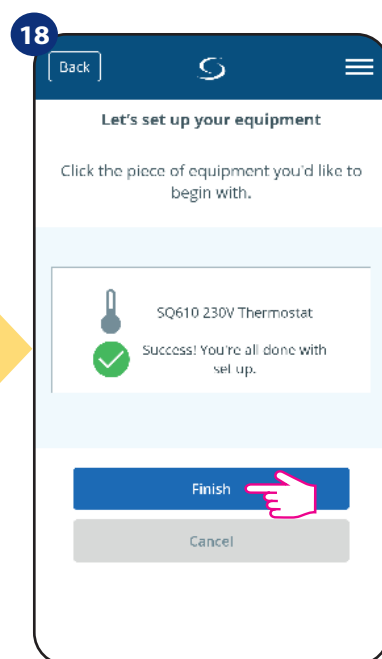 18
Back
Let's set up your equipment
Click the piece of equipment you'd like to
begin with.
SQ610 230V Thermostat
Success! You're all done with
set up.
Finish
Cancel